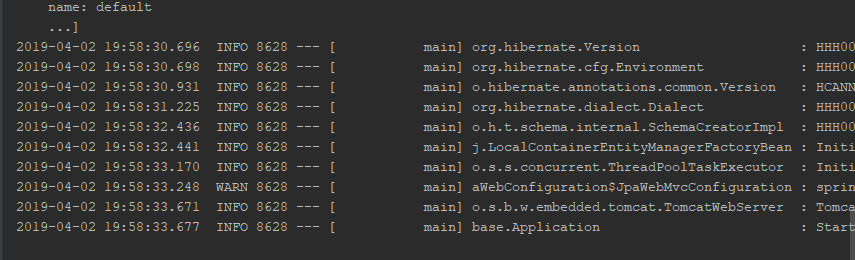 name: default
...]
2019-04-02 19:58:30.696  INFO 8628 --- [           main] org.hibernate.Version                    : HHH00
2019-04-02 19:58:30.698  INFO 8628 --- [           main] org.hibernate.cfg.Environment            : HHH00
2019-04-02 19:58:30.931  INFO 8628 --- [           main] o.hibernate.annotations.common.Version   : HCANN
2019-04-02 19:58:31.225  INFO 8628 --- [           main] org.hibernate.dialect.Dialect            : HHH00
2019-04-02 19:58:32.436  INFO 8628 --- [           main] o.h.t.schema.internal.SchemaCreatorImpl  : HHH00
2019-04-02 19:58:32.441  INFO 8628 --- [           main] j.LocalContainerEntityManagerFactoryBean : Initi
2019-04-02 19:58:33.170  INFO 8628 --- [           main] o.s.s.concurrent.ThreadPoolTaskExecutor  : Initi
2019-04-02 19:58:33.248  WARN 8628 --- [           main] aWebConfiguration$JpaWebMvcConfiguration : sprin
2019-04-02 19:58:33.671  INFO 8628 --- [           main] o.s.b.w.embedded.tomcat.TomcatWebServer  : Tomca
2019-04-02 19:58:33.677  INFO 8628 --- [           main] base.Application                         : Start